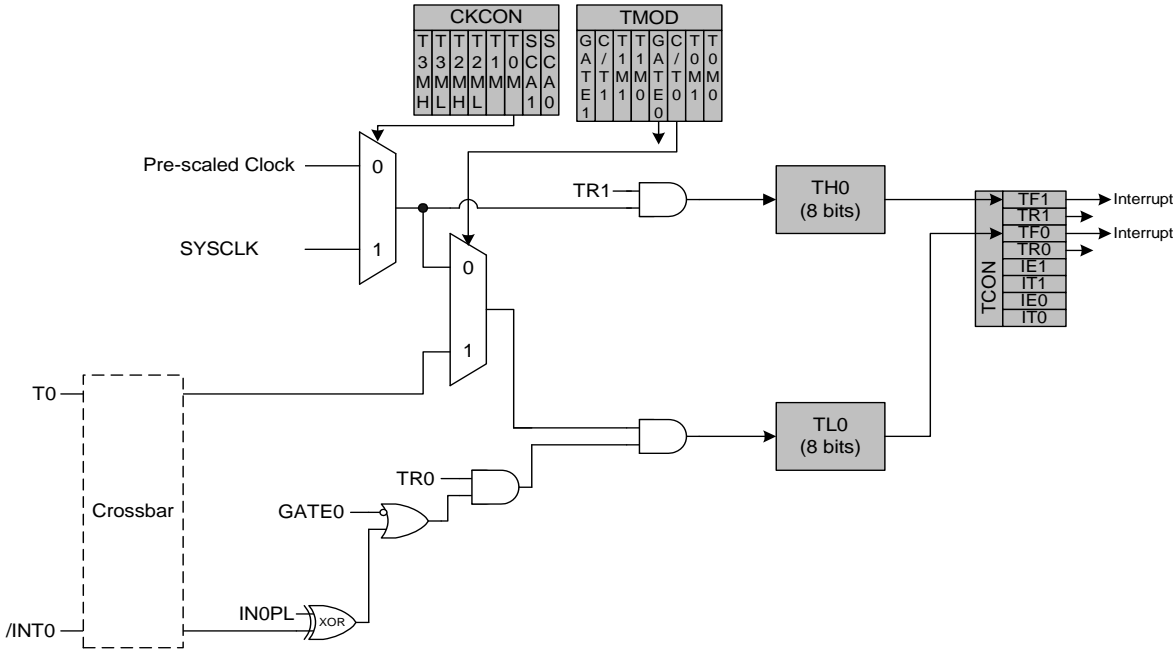 CKCON
T3MH
T3ML
T2MH
T2ML
T1M
T0M
SCA1
SCA0
TMOD
GATE1
C/T1
T1M1
T1M0
GATE0
C/T0
T0M1
T0M0
Pre-scaled Clock
0
SYSCLK
1
TR1
TH0
(8 bits)
TCON
TF1
TR1
TF0
TR0
IE1
IT1
IE0
IT0
Interrupt
Interrupt
0
1
T0
Crossbar
TL0
(8 bits)
TR0
GATE0
IN0PL
XOR
/INT0